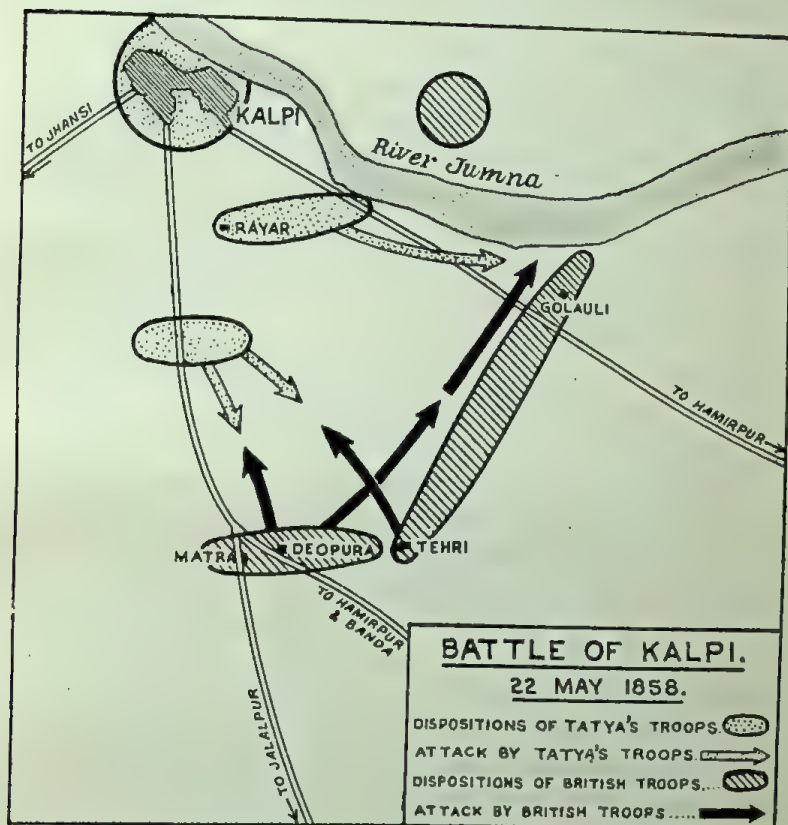 KALPI
TO JHANSI
River Jumna
RAYAR
GOLAULI
TO HAMIRPUR
MATRA
DEOPURA
TEHRI
TO HAMIRPUR
& BANDA
TO JALALPUR
BATTLE OF KALPI.
22 MAY 1858.
DISPOSITIONS OF TATYA'S TROOPS.
ATTACK BY TATYA'S TROOPS.
DISPOSITIONS OF BRITISH TROOPS....
ATTACK BY BRITISH TROOPS.....